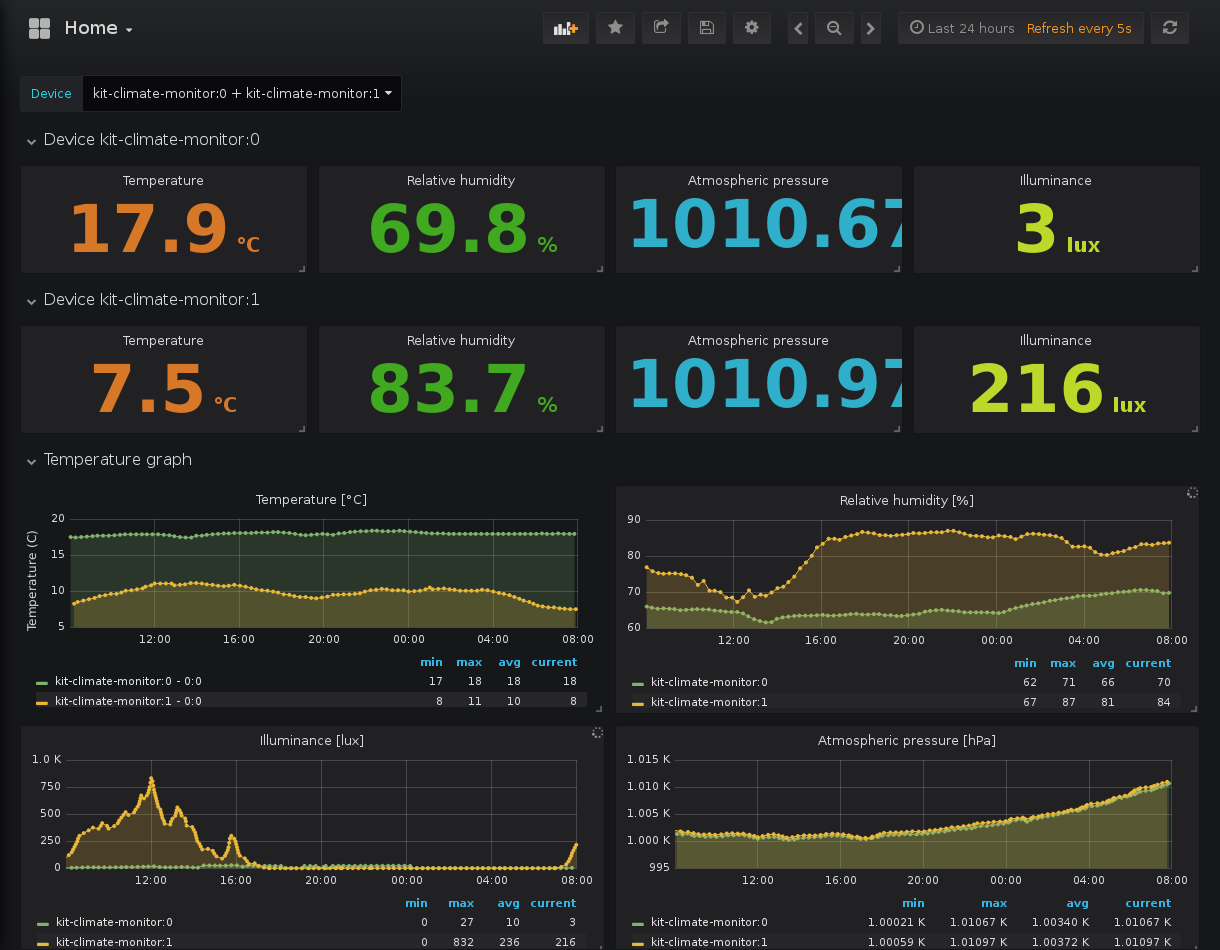 Home
Last 24 hours Refresh every 5s
Device kit-climate-monitor:0 + kit-climate-monitor:1
Device kit-climate-monitor:0
Temperature Relative humidity Atmospheric pressure Illuminance
17.9 °C 69.8 % 1010.67 3 lux
Device kit-climate-monitor:1
Temperature Relative humidity Atmospheric pressure Illuminance
7.5 °C 83.7 % 1010.97 216 lux
Temperature graph
Temperature [°C]
Temperature (C)
20
15
10
5
12:00 16:00 20:00 00:00 04:00 08:00
min max avg current
kit-climate-monitor:0 - 0:0 17 18 18 18
kit-climate-monitor:1 - 0:0 8 11 10 8
Relative humidity [%]
90
80
70
60
12:00 16:00 20:00 00:00 04:00 08:00
min max avg current
kit-climate-monitor:0 62 71 66 70
kit-climate-monitor:1 67 87 81 84
Illuminance [lux]
1.0 K
750
500
250
0
12:00 16:00 20:00 00:00 04:00 08:00
min max avg current
kit-climate-monitor:0 0 27 10 3
kit-climate-monitor:1 0 832 236 216
Atmospheric pressure [hPa]
1.015 K
1.010 K
1.005 K
1.000 K
995
12:00 16:00 20:00 00:00 04:00 08:00
min max avg current
kit-climate-monitor:0 1.00021 K 1.01067 K 1.00340 K 1.01067 K
kit-climate-monitor:1 1.00059 K 1.01097 K 1.00372 K 1.01097 K